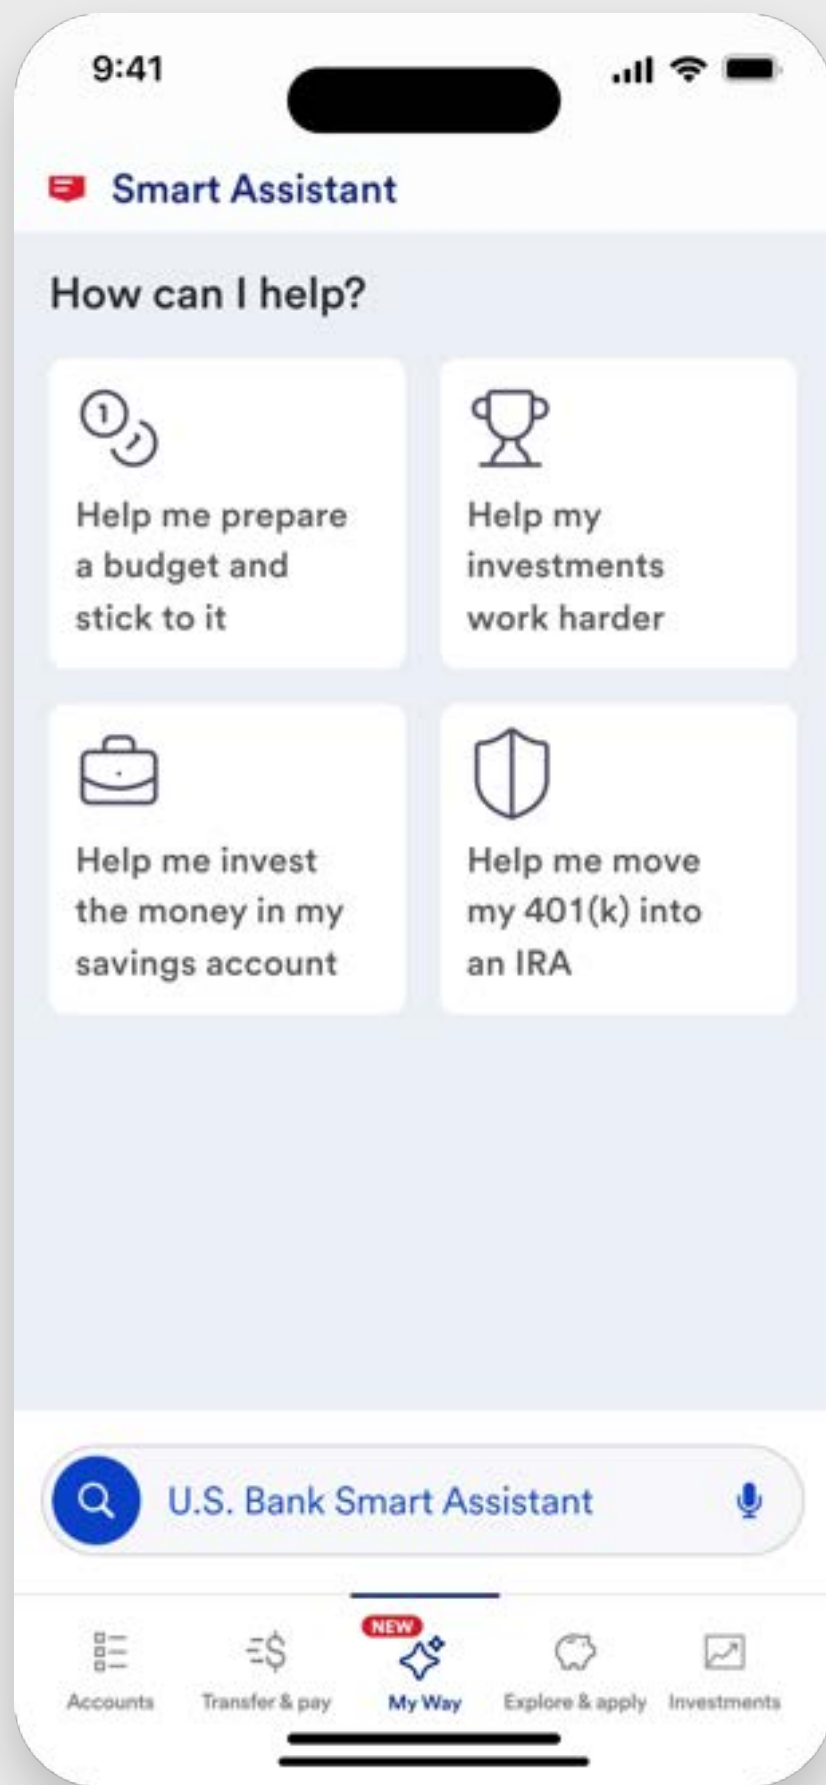 9:41
Smart Assistant
How can I help?
1 1
Help me prepare
a budget and
stick to it
Help my
investments
work harder
Help me invest
the money in my
savings account
Help me move
my 401(k) into
an IRA
U.S. Bank Smart Assistant
NEW
Accounts
Transfer & pay
My Way
Explore & apply
Investments